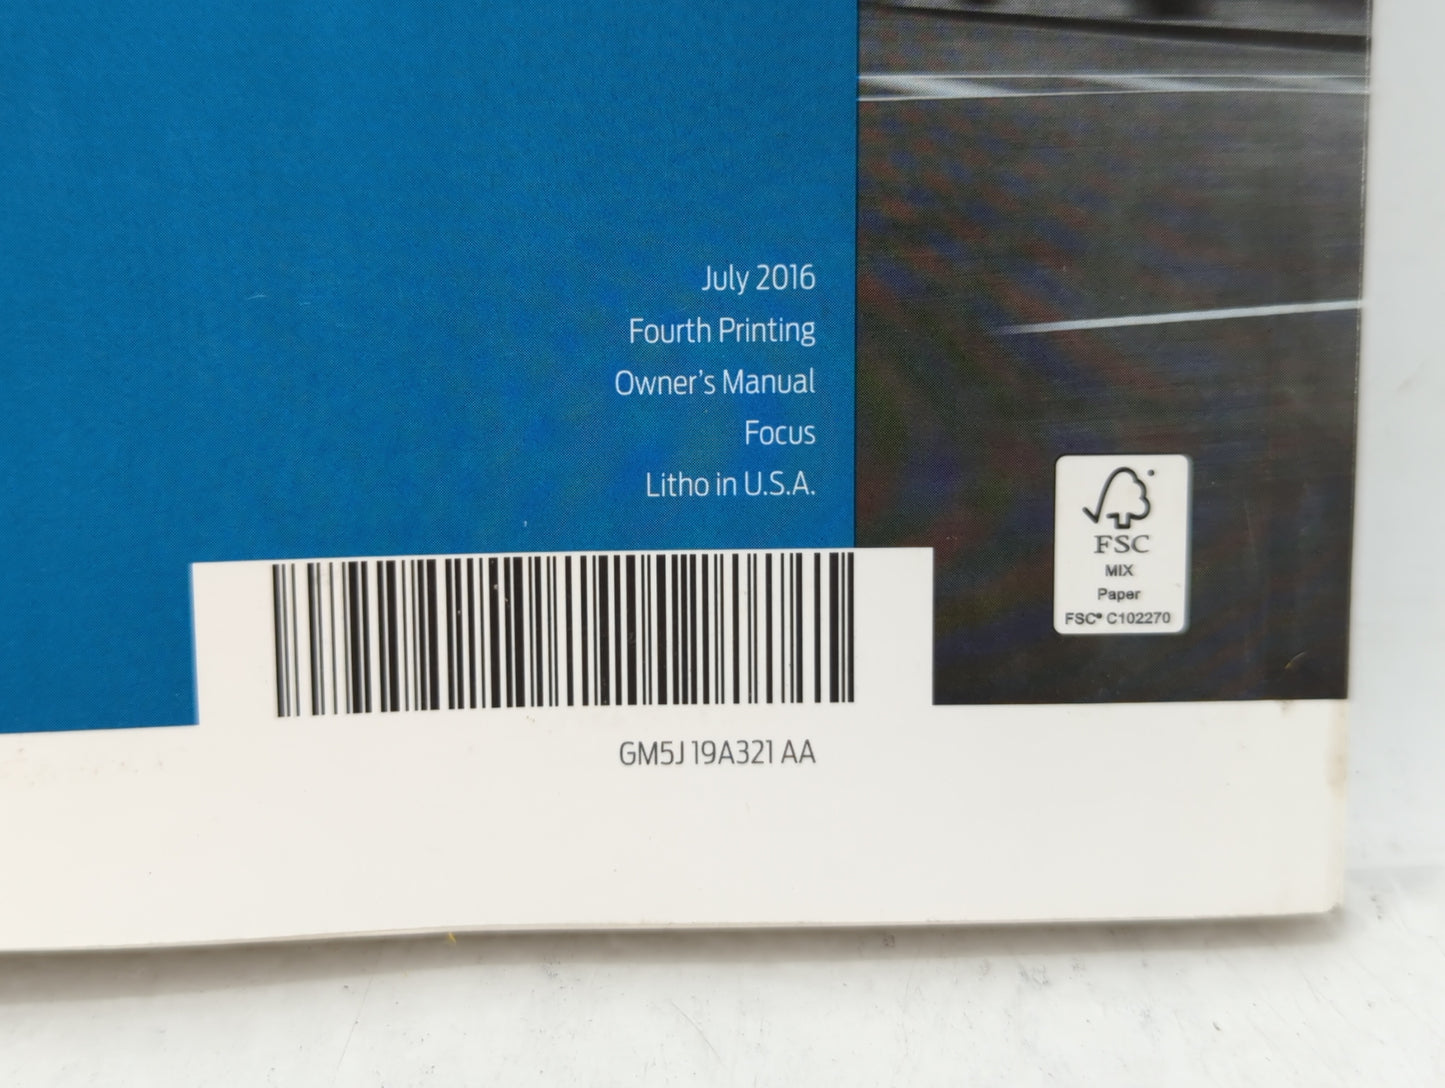 July 2016
Fourth Printing
Owner's Manual
Focus
Litho in U.S.A.
FSC
MIX
Paper
FSC® C102270
GM5J 19A321 AA